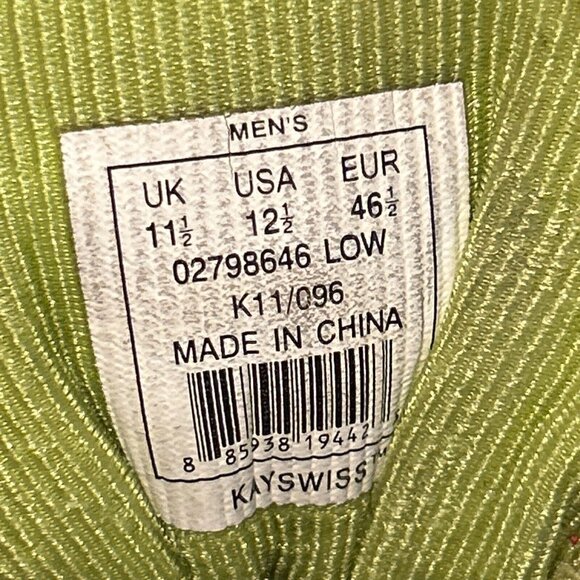 MEN'S
UK USA EUR
11½ 12½ 46½
02798646 LOW
K11/096
MADE IN CHINA
8 85938 19442
KAYSWISS